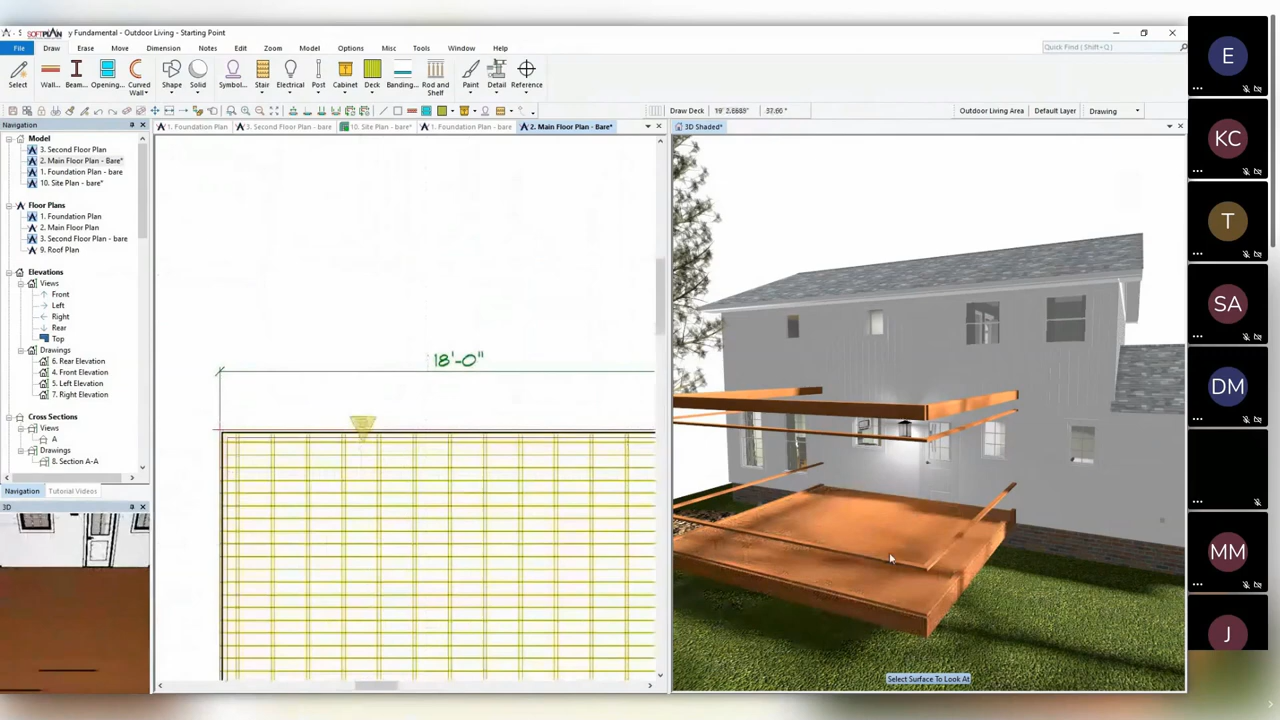 SOFTPLAN
y Fundamental - Outdoor Living - Starting Point
File Draw Erase Move Dimension Notes Edit Zoom Model Options Misc Tools Window Help
Quick Find (Shift+Q)
Select Wall... Beam... Opening... Curved Wall Shape Solid Symbol... Stair Electrical Post Cabinet Deck Banding... Rod and Shelf Paint Detail Reference
Draw Deck
Outdoor Living Area Default Layer Drawing
Navigation
1. Foundation Plan 3. Second Floor Plan - bare 10. Site Plan - bare* 1. Foundation Plan - bare 2. Main Floor Plan - Bare*
3D Shaded*
Model
3. Second Floor Plan
2. Main Floor Plan - Bare*
1. Foundation Plan - bare
10. Site Plan - bare*
Floor Plans
1. Foundation Plan
2. Main Floor Plan
3. Second Floor Plan - bare
9. Roof Plan
Elevations
Views
Front
Left
Right
Rear
Top
Drawings
6. Rear Elevation
4. Front Elevation
5. Left Elevation
7. Right Elevation
Cross Sections
Views
A
Drawings
8. Section A-A
Navigation Tutorial Videos
3D
18'-0"
Select Surface To Look At
E
KC
T
SA
DM
MM
J